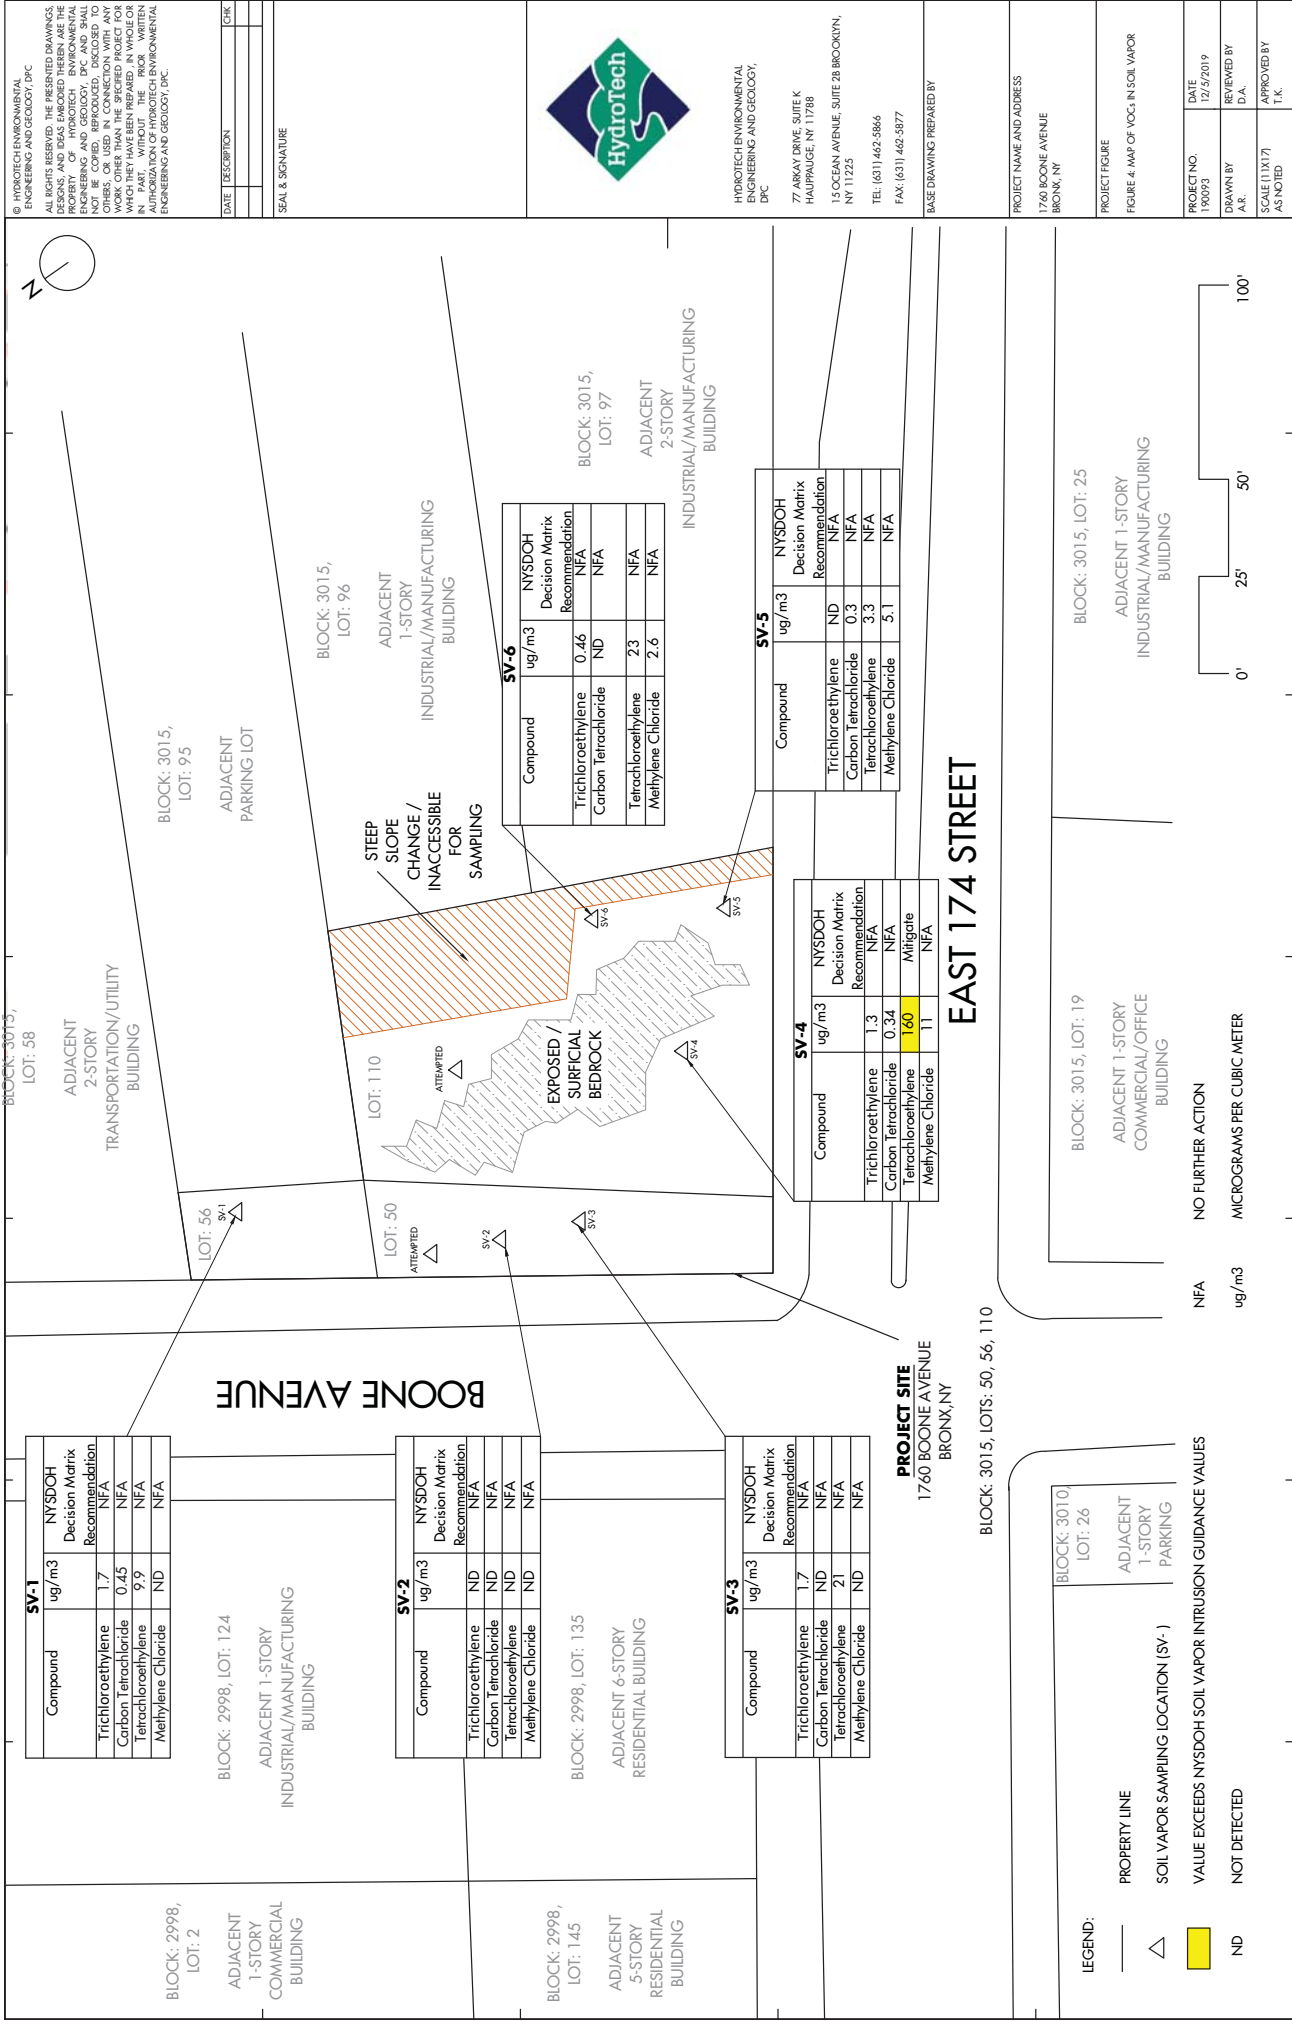 BLOCK: 3015,
LOT: 58
ADJACENT
2-STORY
TRANSPORTATION/UTILITY
BUILDING
BLOCK: 3015,
LOT: 95
ADJACENT
PARKING LOT
BLOCK: 3015,
LOT: 96
ADJACENT
1-STORY
INDUSTRIAL/MANUFACTURING
BUILDING
BLOCK: 3015,
LOT: 97
ADJACENT
2-STORY
INDUSTRIAL/MANUFACTURING
BUILDING
N
SV-1
Compound ug/m3 NYSDOH
Decision Matrix
Recommendation
Trichloroethylene 1.7 NFA
Carbon Tetrachloride 0.45 NFA
Tetrachloroethylene 9.9 NFA
Methylene Chloride ND NFA
BLOCK: 2998, LOT: 124
ADJACENT 1-STORY
INDUSTRIAL/MANUFACTURING
BUILDING
BLOCK: 2998,
LOT: 2
ADJACENT
1-STORY
COMMERCIAL
BUILDING
SV-2
Compound ug/m3 NYSDOH
Decision Matrix
Recommendation
Trichloroethylene ND NFA
Carbon Tetrachloride ND NFA
Tetrachloroethylene ND NFA
Methylene Chloride ND NFA
BLOCK: 2998, LOT: 135
ADJACENT 6-STORY
RESIDENTIAL BUILDING
BLOCK: 2998,
LOT: 145
ADJACENT
5-STORY
RESIDENTIAL
BUILDING
SV-3
Compound ug/m3 NYSDOH
Decision Matrix
Recommendation
Trichloroethylene 1.7 NFA
Carbon Tetrachloride ND NFA
Tetrachloroethylene 21 NFA
Methylene Chloride ND NFA
BOONE AVENUE
LOT: 56
SV-1
LOT: 50
ATTEMPTED
SV-2
SV-3
LOT: 110
ATTEMPTED
EXPOSED /
SURFICIAL
BEDROCK
SV-4
SV-6
SV-5
STEEP
SLOPE
CHANGE /
INACCESSIBLE
FOR
SAMPLING
SV-6
Compound ug/m3 NYSDOH
Decision Matrix
Recommendation
Trichloroethylene 0.46 NFA
Carbon Tetrachloride ND NFA
Tetrachloroethylene 23 NFA
Methylene Chloride 2.6 NFA
SV-5
Compound ug/m3 NYSDOH
Decision Matrix
Recommendation
Trichloroethylene ND NFA
Carbon Tetrachloride 0.3 NFA
Tetrachloroethylene 3.3 NFA
Methylene Chloride 5.1 NFA
SV-4
Compound ug/m3 NYSDOH
Decision Matrix
Recommendation
Trichloroethylene 1.3 NFA
Carbon Tetrachloride 0.34 NFA
Tetrachloroethylene 160 Mitigate
Methylene Chloride 11 NFA
PROJECT SITE
1760 BOONE AVENUE
BRONX,NY
BLOCK: 3015, LOTS: 50, 56, 110
EAST 174 STREET
BLOCK: 3010,
LOT: 26
ADJACENT
1-STORY
PARKING
BLOCK: 3015, LOT: 19
ADJACENT 1-STORY
COMMERCIAL/OFFICE
BUILDING
BLOCK: 3015, LOT: 25
ADJACENT 1-STORY
INDUSTRIAL/MANUFACTURING
BUILDING
LEGEND:
PROPERTY LINE
SOIL VAPOR SAMPLING LOCATION (SV- )
VALUE EXCEEDS NYSDOH SOIL VAPOR INTRUSION GUIDANCE VALUES
ND NOT DETECTED
NFA NO FURTHER ACTION
ug/m3 MICROGRAMS PER CUBIC METER
0' 25' 50' 100'
© HYDROTECH ENVIRONMENTAL
ENGINEERING AND GEOLOGY, DPC
ALL RIGHTS RESERVED. THE PRESENTED DRAWINGS,
DESIGNS, AND IDEAS EMBODIED THEREIN ARE THE
PROPERTY OF HYDROTECH ENVIRONMENTAL
ENGINEERING AND GEOLOGY, DPC AND SHALL
NOT BE COPIED, REPRODUCED, DISCLOSED TO
OTHERS, OR USED IN CONNECTION WITH ANY
WORK OTHER THAN THE SPECIFIED PROJECT FOR
WHICH THEY HAVE BEEN PREPARED, IN WHOLE OR
IN PART, WITHOUT THE PRIOR WRITTEN
AUTHORIZATION OF HYDROTECH ENVIRONMENTAL
ENGINEERING AND GEOLOGY, DPC.
DATE DESCRIPTION CHK
SEAL & SIGNATURE
HydroTech
HYDROTECH ENVIRONMENTAL
ENGINEERING AND GEOLOGY,
DPC
77 ARKAY DRIVE, SUITE K
HAUPPAUGE, NY 11788
15 OCEAN AVENUE, SUITE 2B BROOKLYN,
NY 11225
TEL: (631) 462-5866
FAX: (631) 462-5877
BASE DRAWING PREPARED BY
PROJECT NAME AND ADDRESS
1760 BOONE AVENUE
BRONX, NY
PROJECT FIGURE
FIGURE 4: MAP OF VOCs IN SOIL VAPOR
PROJECT NO.
190093
DATE
12/5/2019
DRAWN BY
A.R.
REVIEWED BY
D.A.
SCALE (11X17)
AS NOTED
APPROVED BY
T.K.